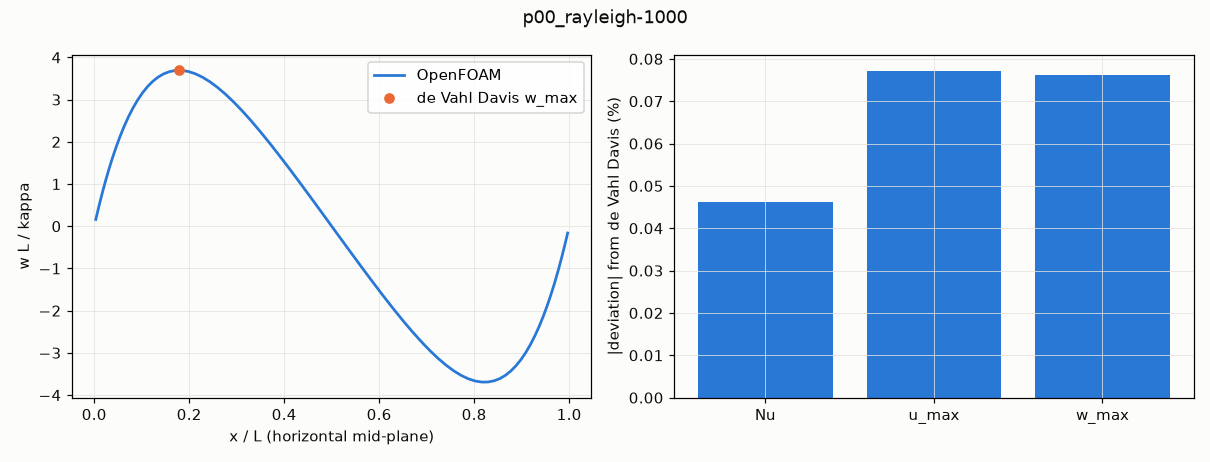 p00_rayleigh-1000
4
3
2
1
0
−1
−2
−3
−4
w L / kappa
0.0 0.2 0.4 0.6 0.8 1.0
x / L (horizontal mid-plane)
OpenFOAM
de Vahl Davis w_max
0.08
0.07
0.06
0.05
0.04
0.03
0.02
0.01
0.00
|deviation| from de Vahl Davis (%)
Nu u_max w_max